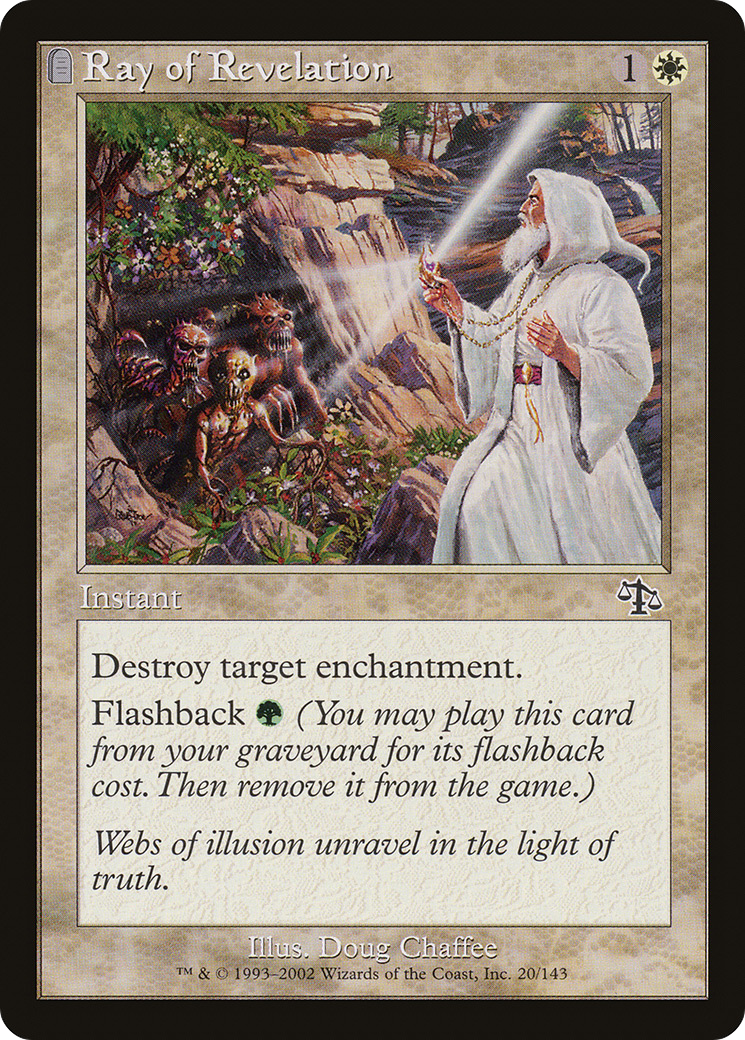 Ray of Revelation 1
Instant
Destroy target enchantment.
Flashback (You may play this card
from your graveyard for its flashback
cost. Then remove it from the game.)
Webs of illusion unravel in the light of
truth.
Illus. Doug Chaffee
™ & © 1993–2002 Wizards of the Coast, Inc. 20/143